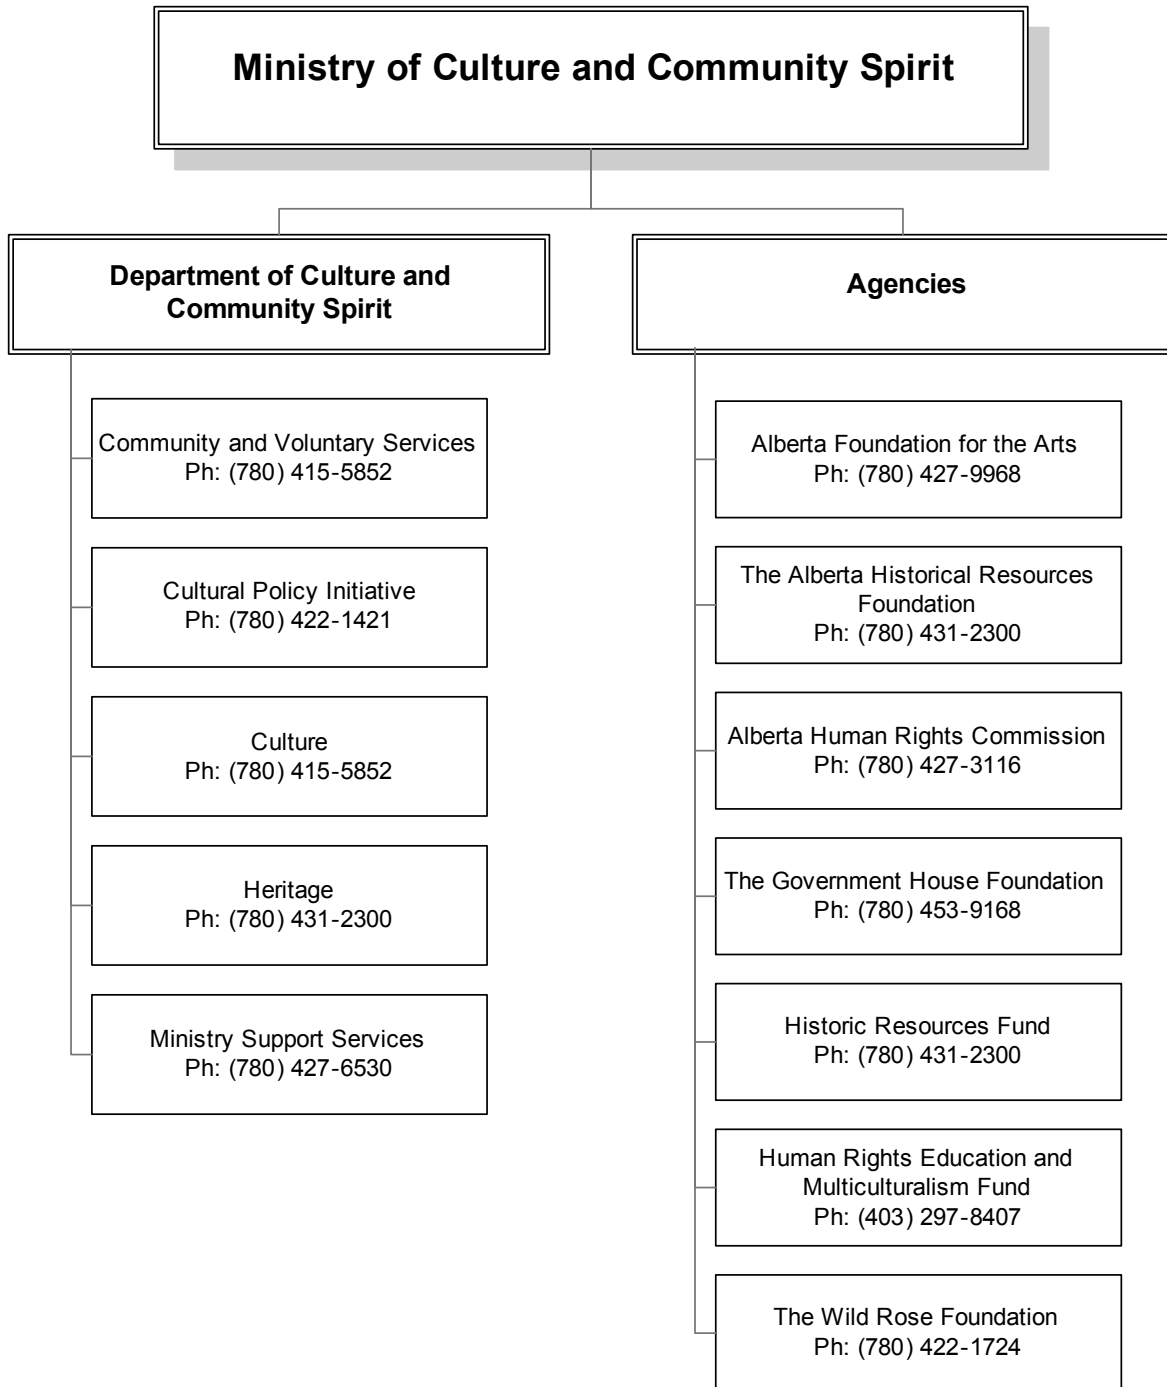 Ministry of Culture and Community Spirit
Department of Culture and
Community Spirit
Community and Voluntary Services
Ph: (780) 415-5852
Cultural Policy Initiative
Ph: (780) 422-1421
Culture
Ph: (780) 415-5852
Heritage
Ph: (780) 431-2300
Ministry Support Services
Ph: (780) 427-6530
Agencies
Alberta Foundation for the Arts
Ph: (780) 427-9968
The Alberta Historical Resources
Foundation
Ph: (780) 431-2300
Alberta Human Rights Commission
Ph: (780) 427-3116
The Government House Foundation
Ph: (780) 453-9168
Historic Resources Fund
Ph: (780) 431-2300
Human Rights Education and
Multiculturalism Fund
Ph: (403) 297-8407
The Wild Rose Foundation
Ph: (780) 422-1724